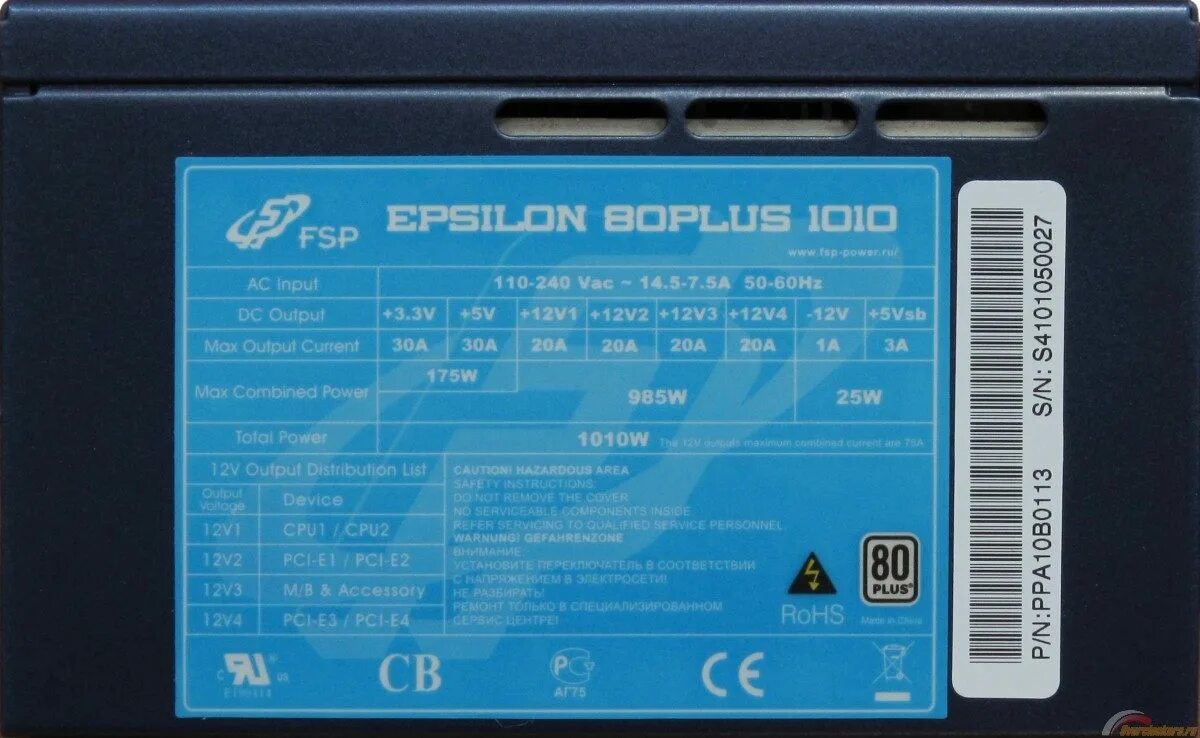 FSP
EPSILON 80PLUS 1010
www.fsp-power.ru/
AC Input 110-240 Vac ~ 14.5-7.5A 50-60Hz
DC Output +3.3V +5V +12V1 +12V2 +12V3 +12V4 -12V +5Vsb
Max Output Current 30A 30A 20A 20A 20A 20A 1A 3A
Max Combined Power 175W 985W 25W
Total Power 1010W The 12V outputs maximum combined current are 75A
12V Output Distribution List
Output Voltage Device
12V1 CPU1 / CPU2
12V2 PCI-E1 / PCI-E2
12V3 M/B & Accessory
12V4 PCI-E3 / PCI-E4
CAUTION! HAZARDOUS AREA
SAFETY INSTRUCTIONS:
DO NOT REMOVE THE COVER
NO SERVICEABLE COMPONENTS INSIDE
REFER SERVICING TO QUALIFIED SERVICE PERSONNEL.
WARNUNG! GEFAHRENZONE
ВНИМАНИЕ:
УСТАНОВИТЕ ПЕРЕКЛЮЧАТЕЛЬ В СООТВЕТСТВИИ
С НАПРЯЖЕНИЕМ В ЭЛЕКТРОСЕТИ!
НЕ РАЗБИРАТЬ!
РЕМОНТ ТОЛЬКО В СПЕЦИАЛИЗИРОВАННОМ
СЕРВИС ЦЕНТРЕ!
RoHS
80
PLUS
Made in China
c US
CB
АГ75
CE
S/N: S4101050027
P/N:PPA10B0113
Overclockers.ru